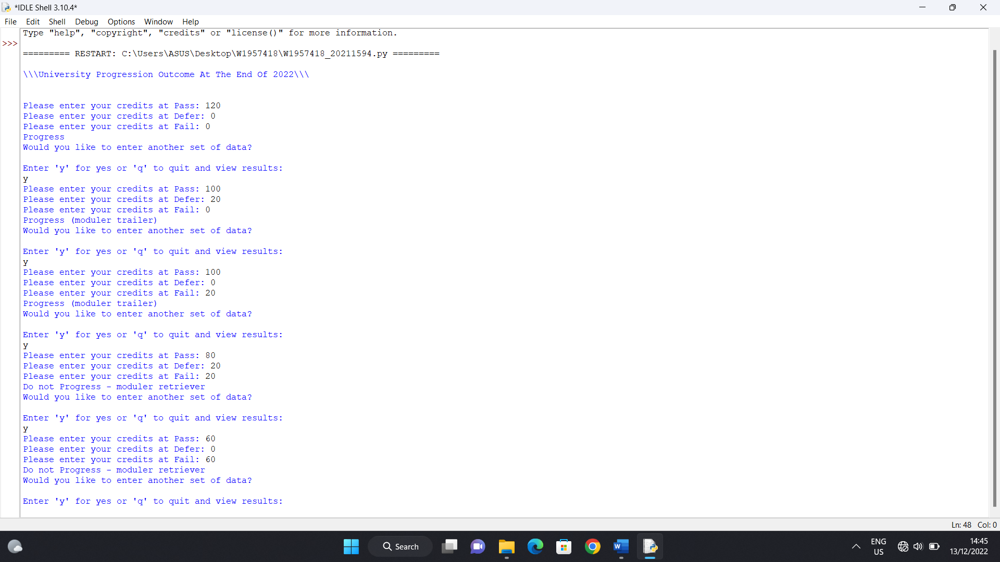 *IDLE Shell 3.10.4*
File Edit Shell Debug Options Window Help
Type "help", "copyright", "credits" or "license()" for more information.
>>>
========= RESTART: C:\Users\ASUS\Desktop\W1957418\W1957418_20211594.py =========
\\\University Progression Outcome At The End Of 2022\\\
Please enter your credits at Pass: 120
Please enter your credits at Defer: 0
Please enter your credits at Fail: 0
Progress
Would you like to enter another set of data?
Enter 'y' for yes or 'q' to quit and view results:
y
Please enter your credits at Pass: 100
Please enter your credits at Defer: 20
Please enter your credits at Fail: 0
Progress (moduler trailer)
Would you like to enter another set of data?
Enter 'y' for yes or 'q' to quit and view results:
y
Please enter your credits at Pass: 100
Please enter your credits at Defer: 0
Please enter your credits at Fail: 20
Progress (moduler trailer)
Would you like to enter another set of data?
Enter 'y' for yes or 'q' to quit and view results:
y
Please enter your credits at Pass: 80
Please enter your credits at Defer: 20
Please enter your credits at Fail: 20
Do not Progress - moduler retriever
Would you like to enter another set of data?
Enter 'y' for yes or 'q' to quit and view results:
y
Please enter your credits at Pass: 60
Please enter your credits at Defer: 0
Please enter your credits at Fail: 60
Do not Progress - moduler retriever
Would you like to enter another set of data?
Enter 'y' for yes or 'q' to quit and view results:
Ln: 48 Col: 0
Search
W
ENG
US
14:45
13/12/2022